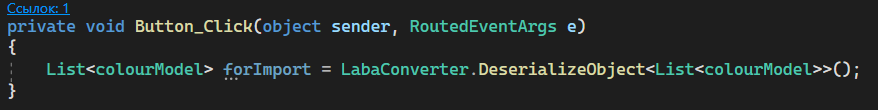 Ссылок: 1
private void Button_Click(object sender, RoutedEventArgs e)
{
List<colourModel> forImport = LabaConverter.DeserializeObject<List<colourModel>>();
}